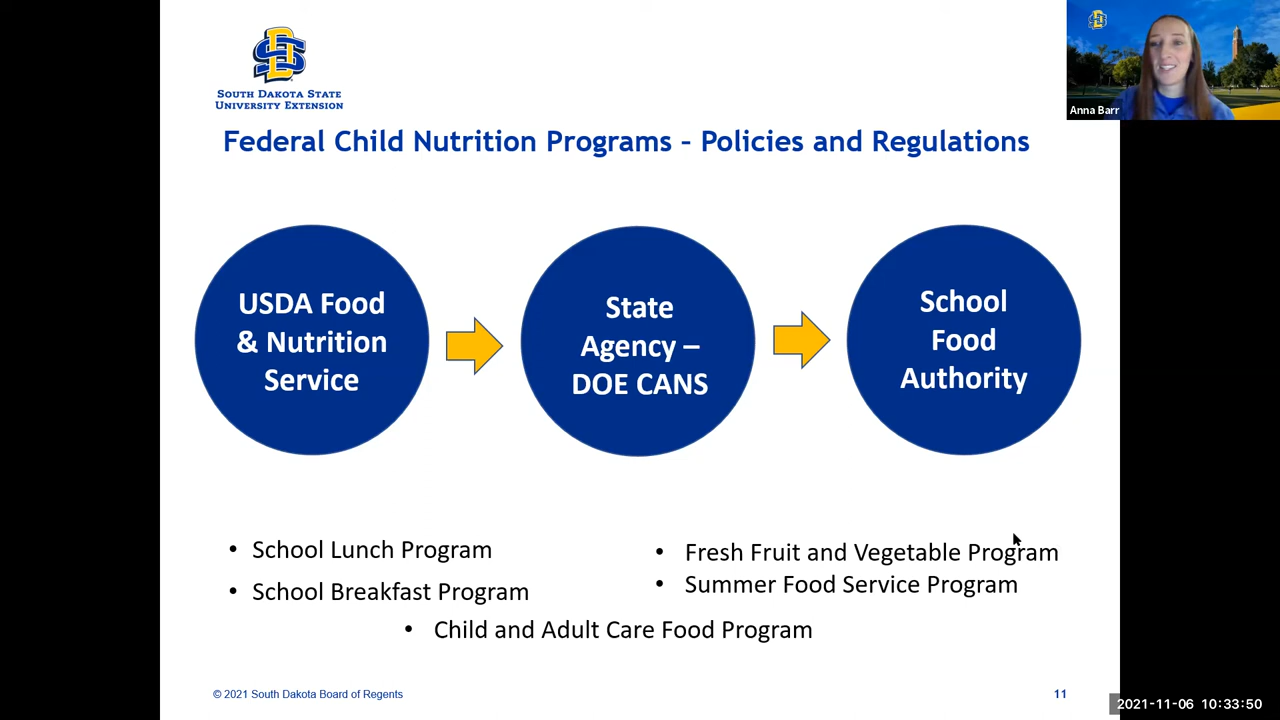 SOUTH DAKOTA STATE
UNIVERSITY EXTENSION
Anna Barr
Federal Child Nutrition Programs – Policies and Regulations
USDA Food
& Nutrition
Service
State
Agency –
DOE CANS
School
Food
Authority
• School Lunch Program
• School Breakfast Program
• Fresh Fruit and Vegetable Program
• Summer Food Service Program
• Child and Adult Care Food Program
© 2021 South Dakota Board of Regents
11
2021-11-06 10:33:50